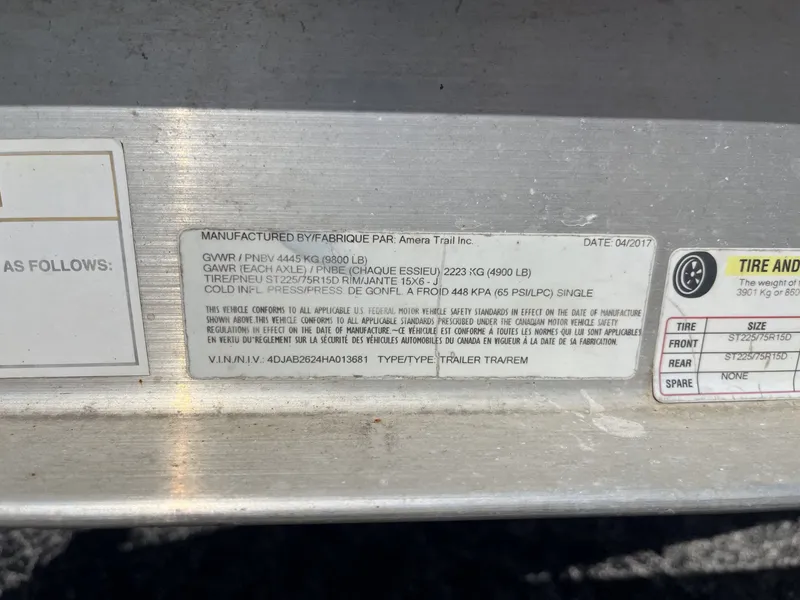 AS FOLLOWS:
MANUFACTURED BY/FABRIQUE PAR: Amera Trail Inc. DATE: 04/2017
GVWR / PNBV 4445 KG (9800 LB)
GAWR (EACH AXLE) / PNBE (CHAQUE ESSIEU) 2223 KG (4900 LB)
TIRE/PNEU ST225/75R15D RIM/JANTE 15X6 - J
COLD INFL. PRESS/PRESS. DE GONFL. A FROID 448 KPA (65 PSI/LPC) SINGLE
THIS VEHICLE CONFORMS TO ALL APPLICABLE U.S. FEDERAL MOTOR VEHICLE SAFETY STANDARDS IN EFFECT ON THE DATE OF MANUFACTURE
SHOWN ABOVE.THIS VEHICLE CONFORMS TO ALL APPLICABLE STANDARDS PRESCRIBED UNDER THE CANADIAN MOTOR VEHICLE SAFETY
REGULATIONS IN EFFECT ON THE DATE OF MANUFACTURE.-CE VÉHICULE EST CONFORME A TOUTES LES NORMES QUI LUI SONT APPLICABLES
EN VERTU DU RÈGLEMENT SUR LA SÉCURITÉ DES VÉHICULES AUTOMOBILES DU CANADA EN VIGUEUR À LA DATE DE SA FABRICATION.
V.I.N./N.I.V.: 4DJAB2624HA013681 TYPE/TYPE: TRAILER TRA/REM
TIRE AND
The weight of
3901 Kg or 860
TIRE SIZE
FRONT ST225/75R15D
REAR ST225/75R15D
SPARE NONE